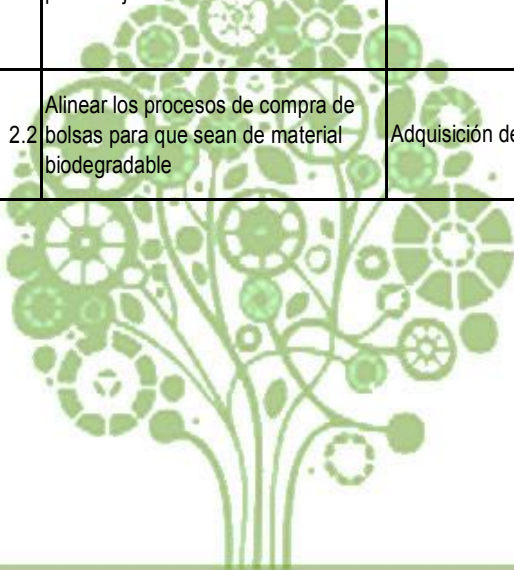 2.2 Alinear los procesos de compra de
bolsas para que sean de material
biodegradable
Adquisición de